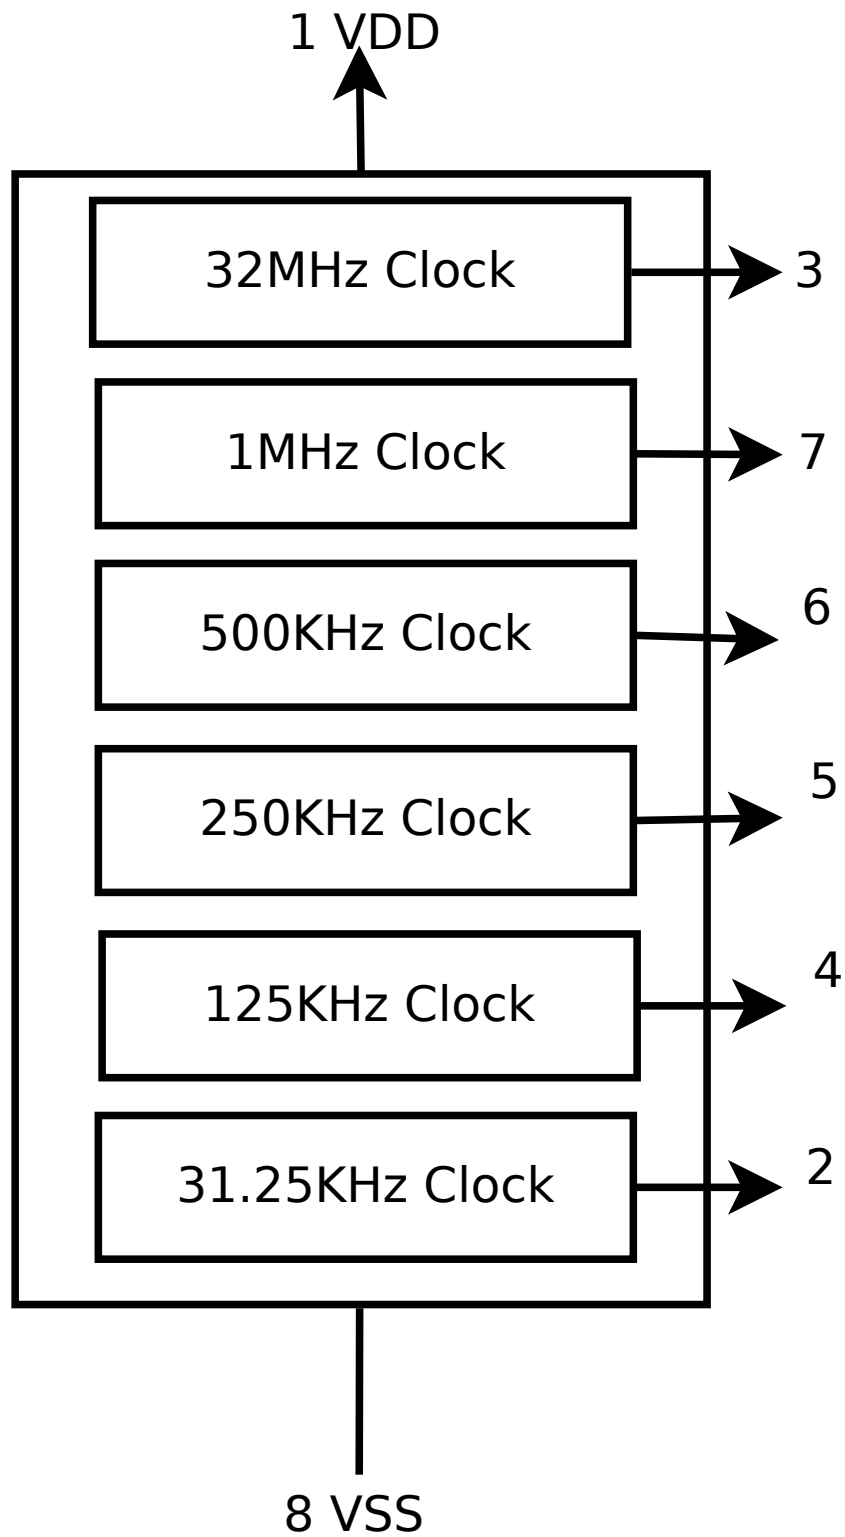 1 VDD
32MHz Clock
3
1MHz Clock
7
500KHz Clock
6
250KHz Clock
5
125KHz Clock
4
31.25KHz Clock
2
8 VSS